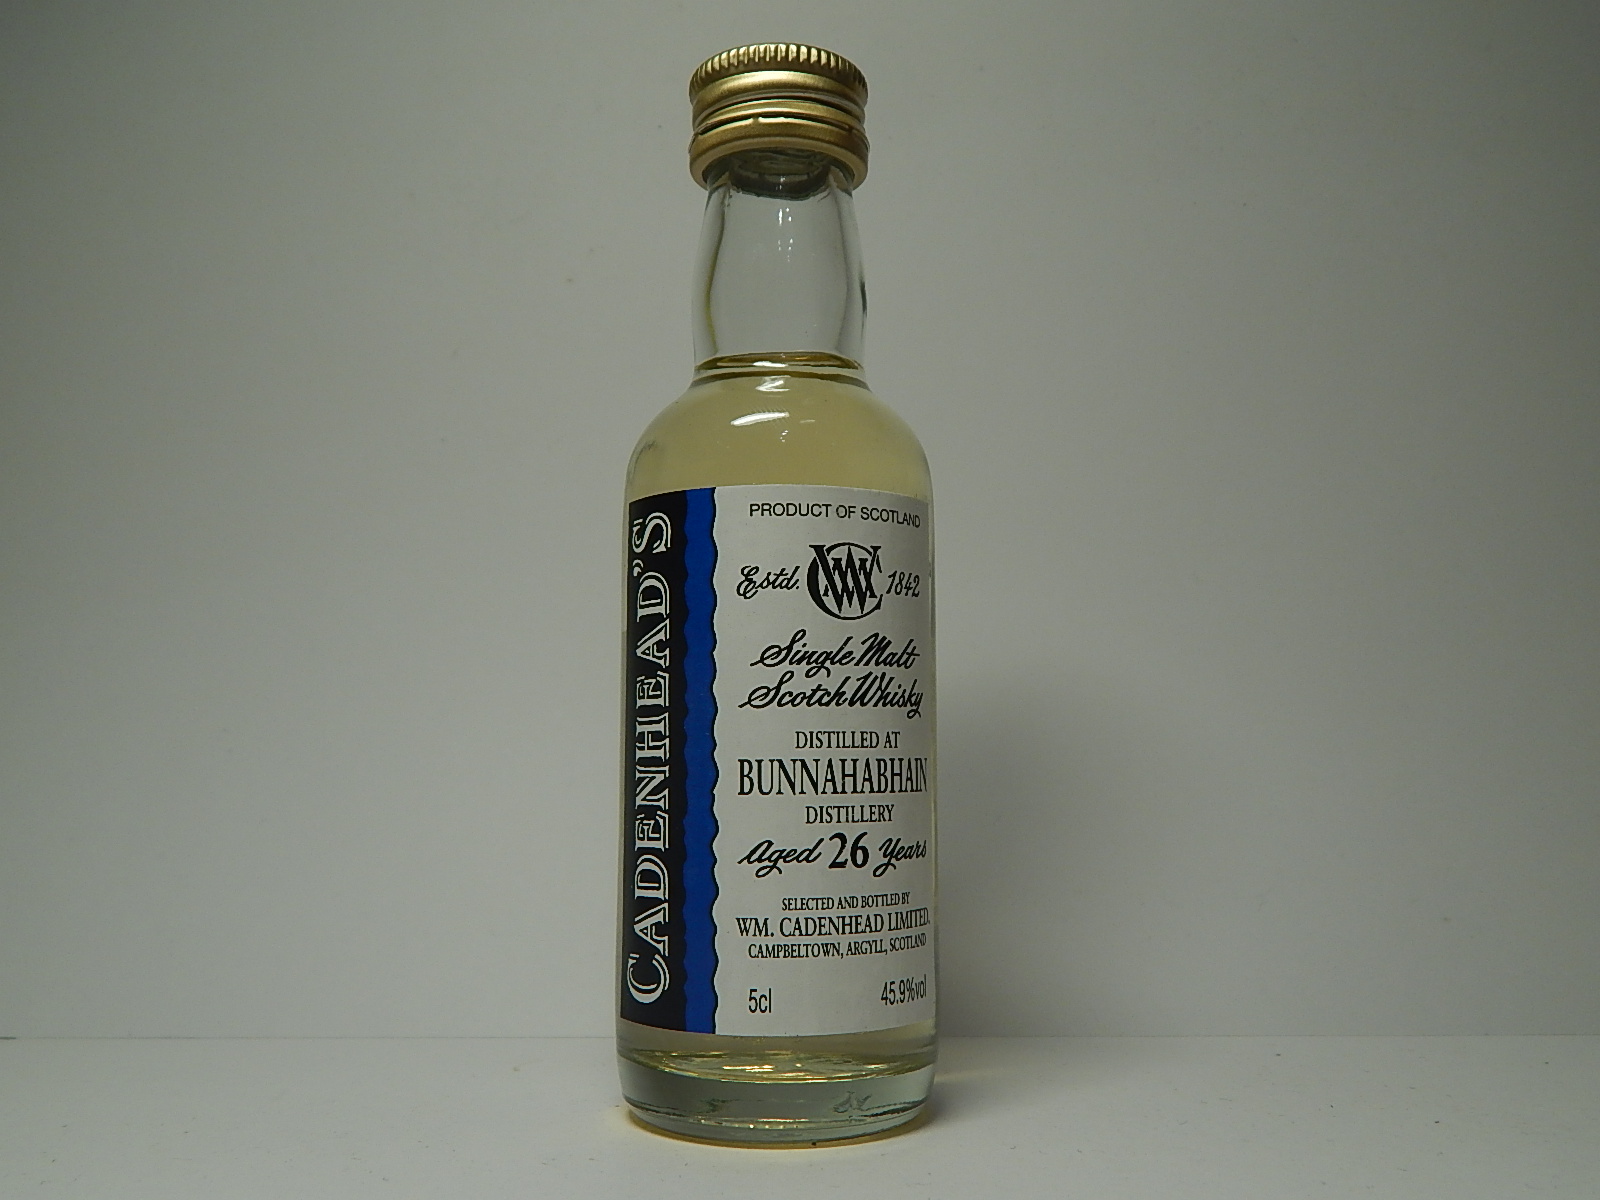 CADENHEAD'S
PRODUCT OF SCOTLAND
Estd. WC 1842
Single Malt
Scotch Whisky
DISTILLED AT
BUNNAHABHAIN
DISTILLERY
Aged 26 Years
SELECTED AND BOTTLED BY
WM. CADENHEAD LIMITED.
CAMPBELTOWN, ARGYLL, SCOTLAND
5cl 45.9%vol